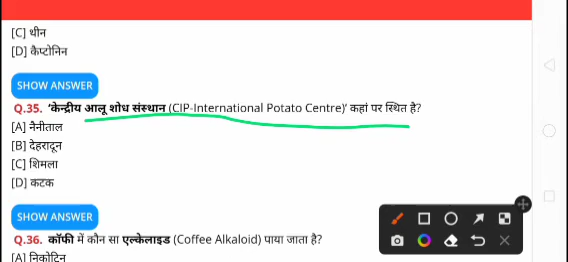 [C] थीन
[D] कैप्टोनिन
SHOW ANSWER
Q.35. ‘केन्द्रीय आलू शोध संस्थान (CIP-International Potato Centre)’ कहां पर स्थित है?
[A] नैनीताल
[B] देहरादून
[C] शिमला
[D] कटक
SHOW ANSWER
Q.36. कॉफी में कौन सा एल्केलाइड (Coffee Alkaloid) पाया जाता है?
[A] निकोटिन